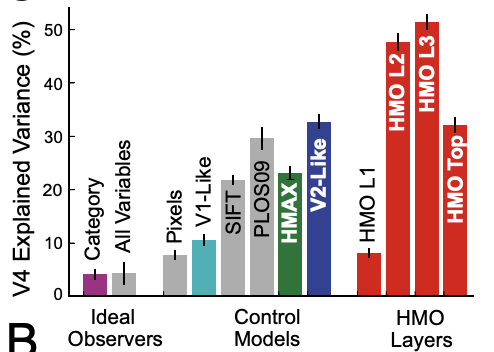 V4 Explained Variance (%)
50
40
30
20
10
0
Category
All Variables
Pixels
V1-Like
SIFT
PLOS09
HMAX
V2-Like
HMO L1
HMO L2
HMO L3
HMO Top
Ideal
Observers
Control
Models
HMO
Layers
B